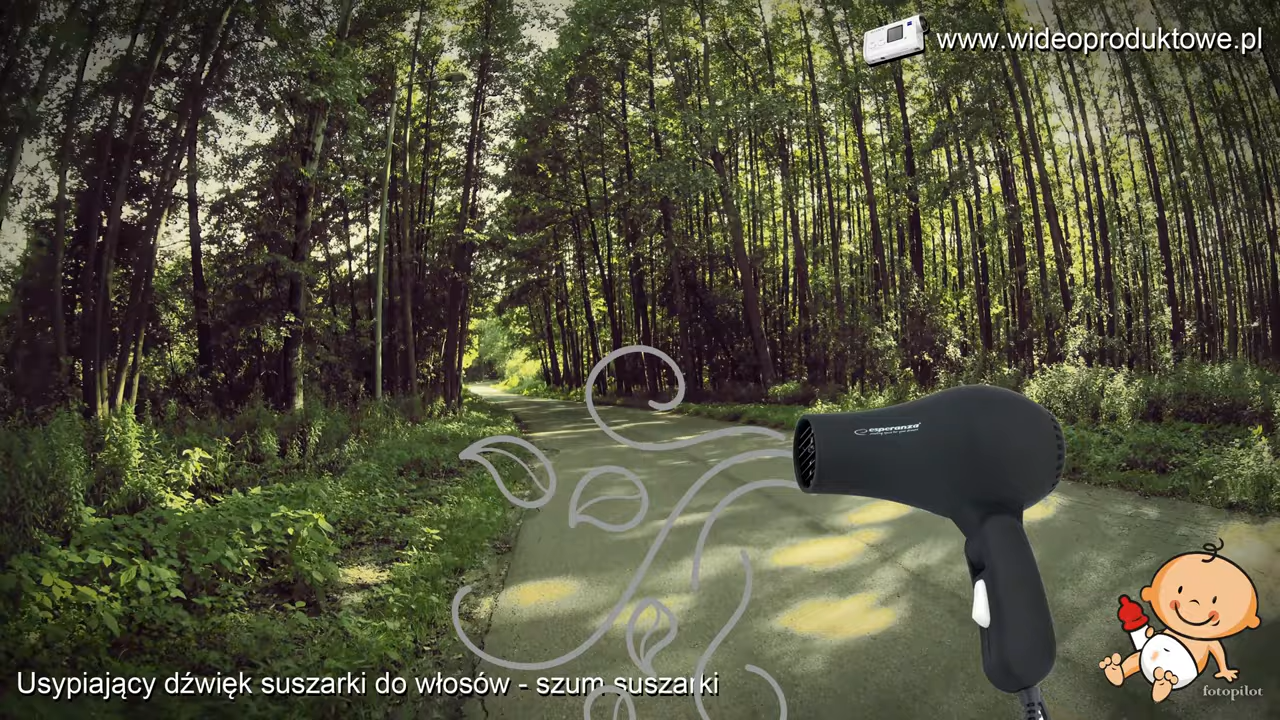 www.wideoproduktowe.pl
esperanza
Usypiający dźwięk suszarki do włosów - szum suszarki
fotopilot